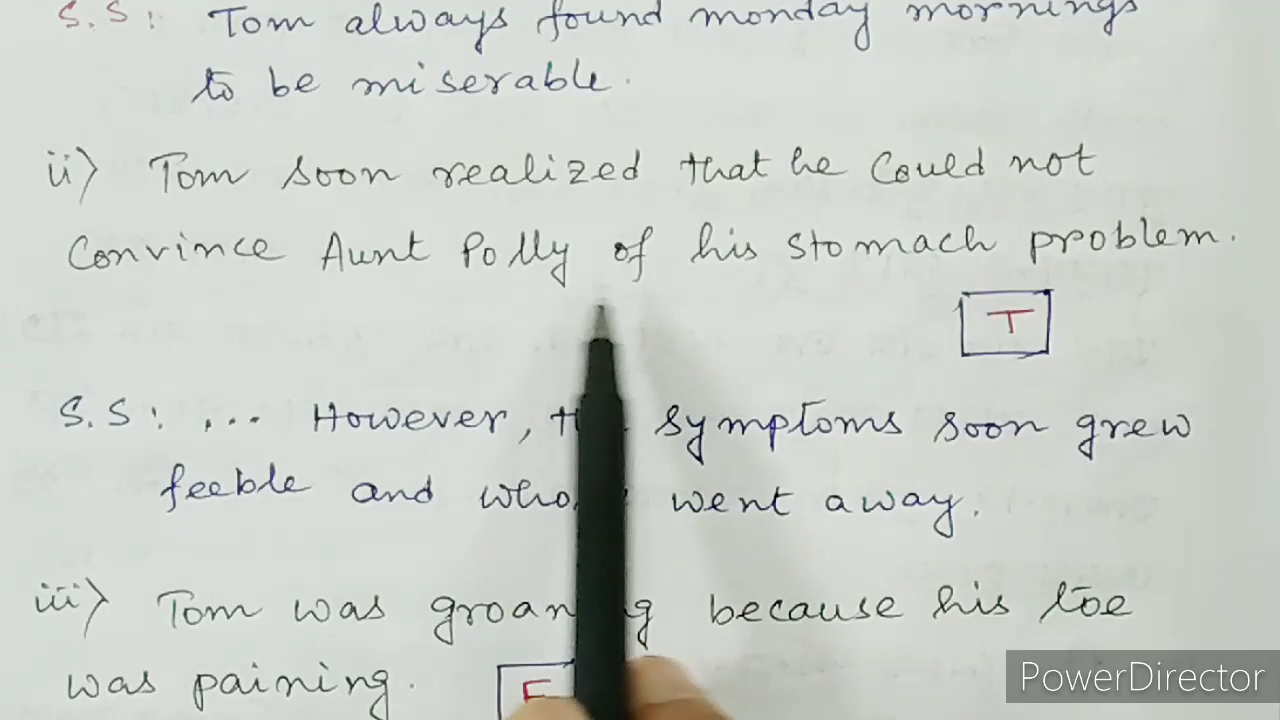 S.S: Tom always found monday mornings
to be miserable.
ii) Tom soon realized that he Could not
Convince Aunt Polly of his stomach problem.
T
S.S: ... However, symptoms soon grew
feeble and went away.
iii) Tom was because his toe
was paining.
F
PowerDirector